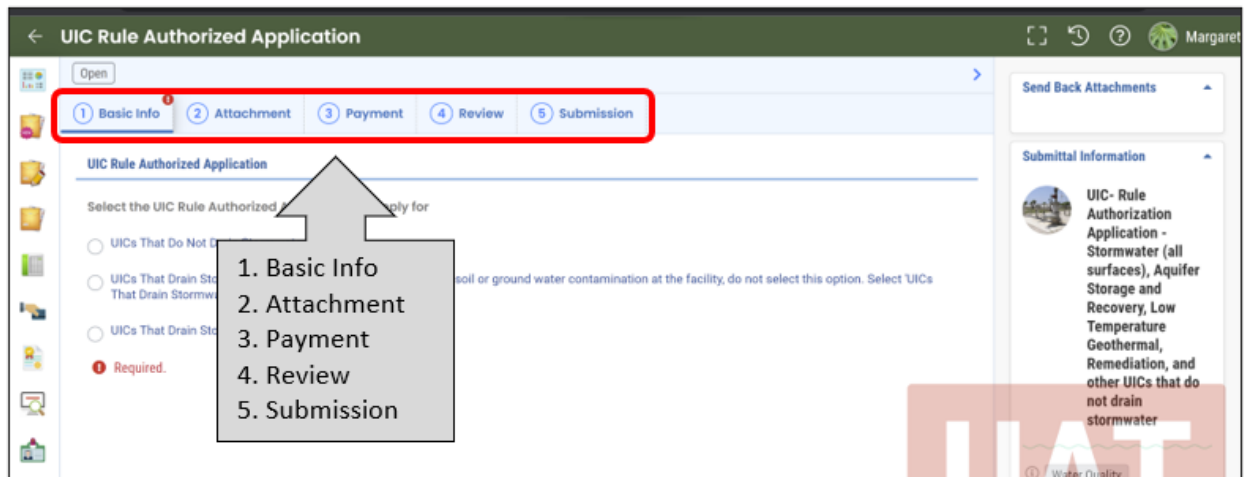 UIC Rule Authorized Application
Margaret
Open
1 Basic Info
2 Attachment
3 Payment
4 Review
5 Submission
UIC Rule Authorized Application
Select the UIC Rule Authorized A
pply for
UICs That Do Not D
UICs That Drain Sto
soil or ground water contamination at the facility, do not select this option. Select 'UICs
That Drain Stormwa
UICs That Drain Sto
Required.
1. Basic Info
2. Attachment
3. Payment
4. Review
5. Submission
Send Back Attachments
Submittal Information
UIC- Rule
Authorization
Application -
Stormwater (all
surfaces), Aquifer
Storage and
Recovery, Low
Temperature
Geothermal,
Remediation, and
other UICs that do
not drain
stormwater
Water Quality
UAT